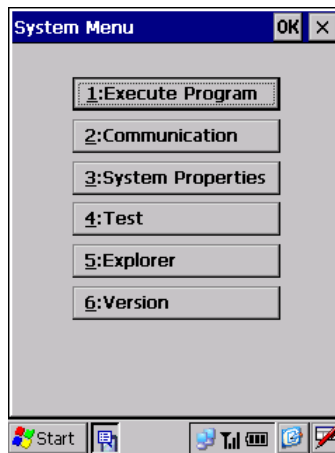 System Menu OK ×
1:Execute Program
2:Communication
3:System Properties
4:Test
5:Explorer
6:Version
Start